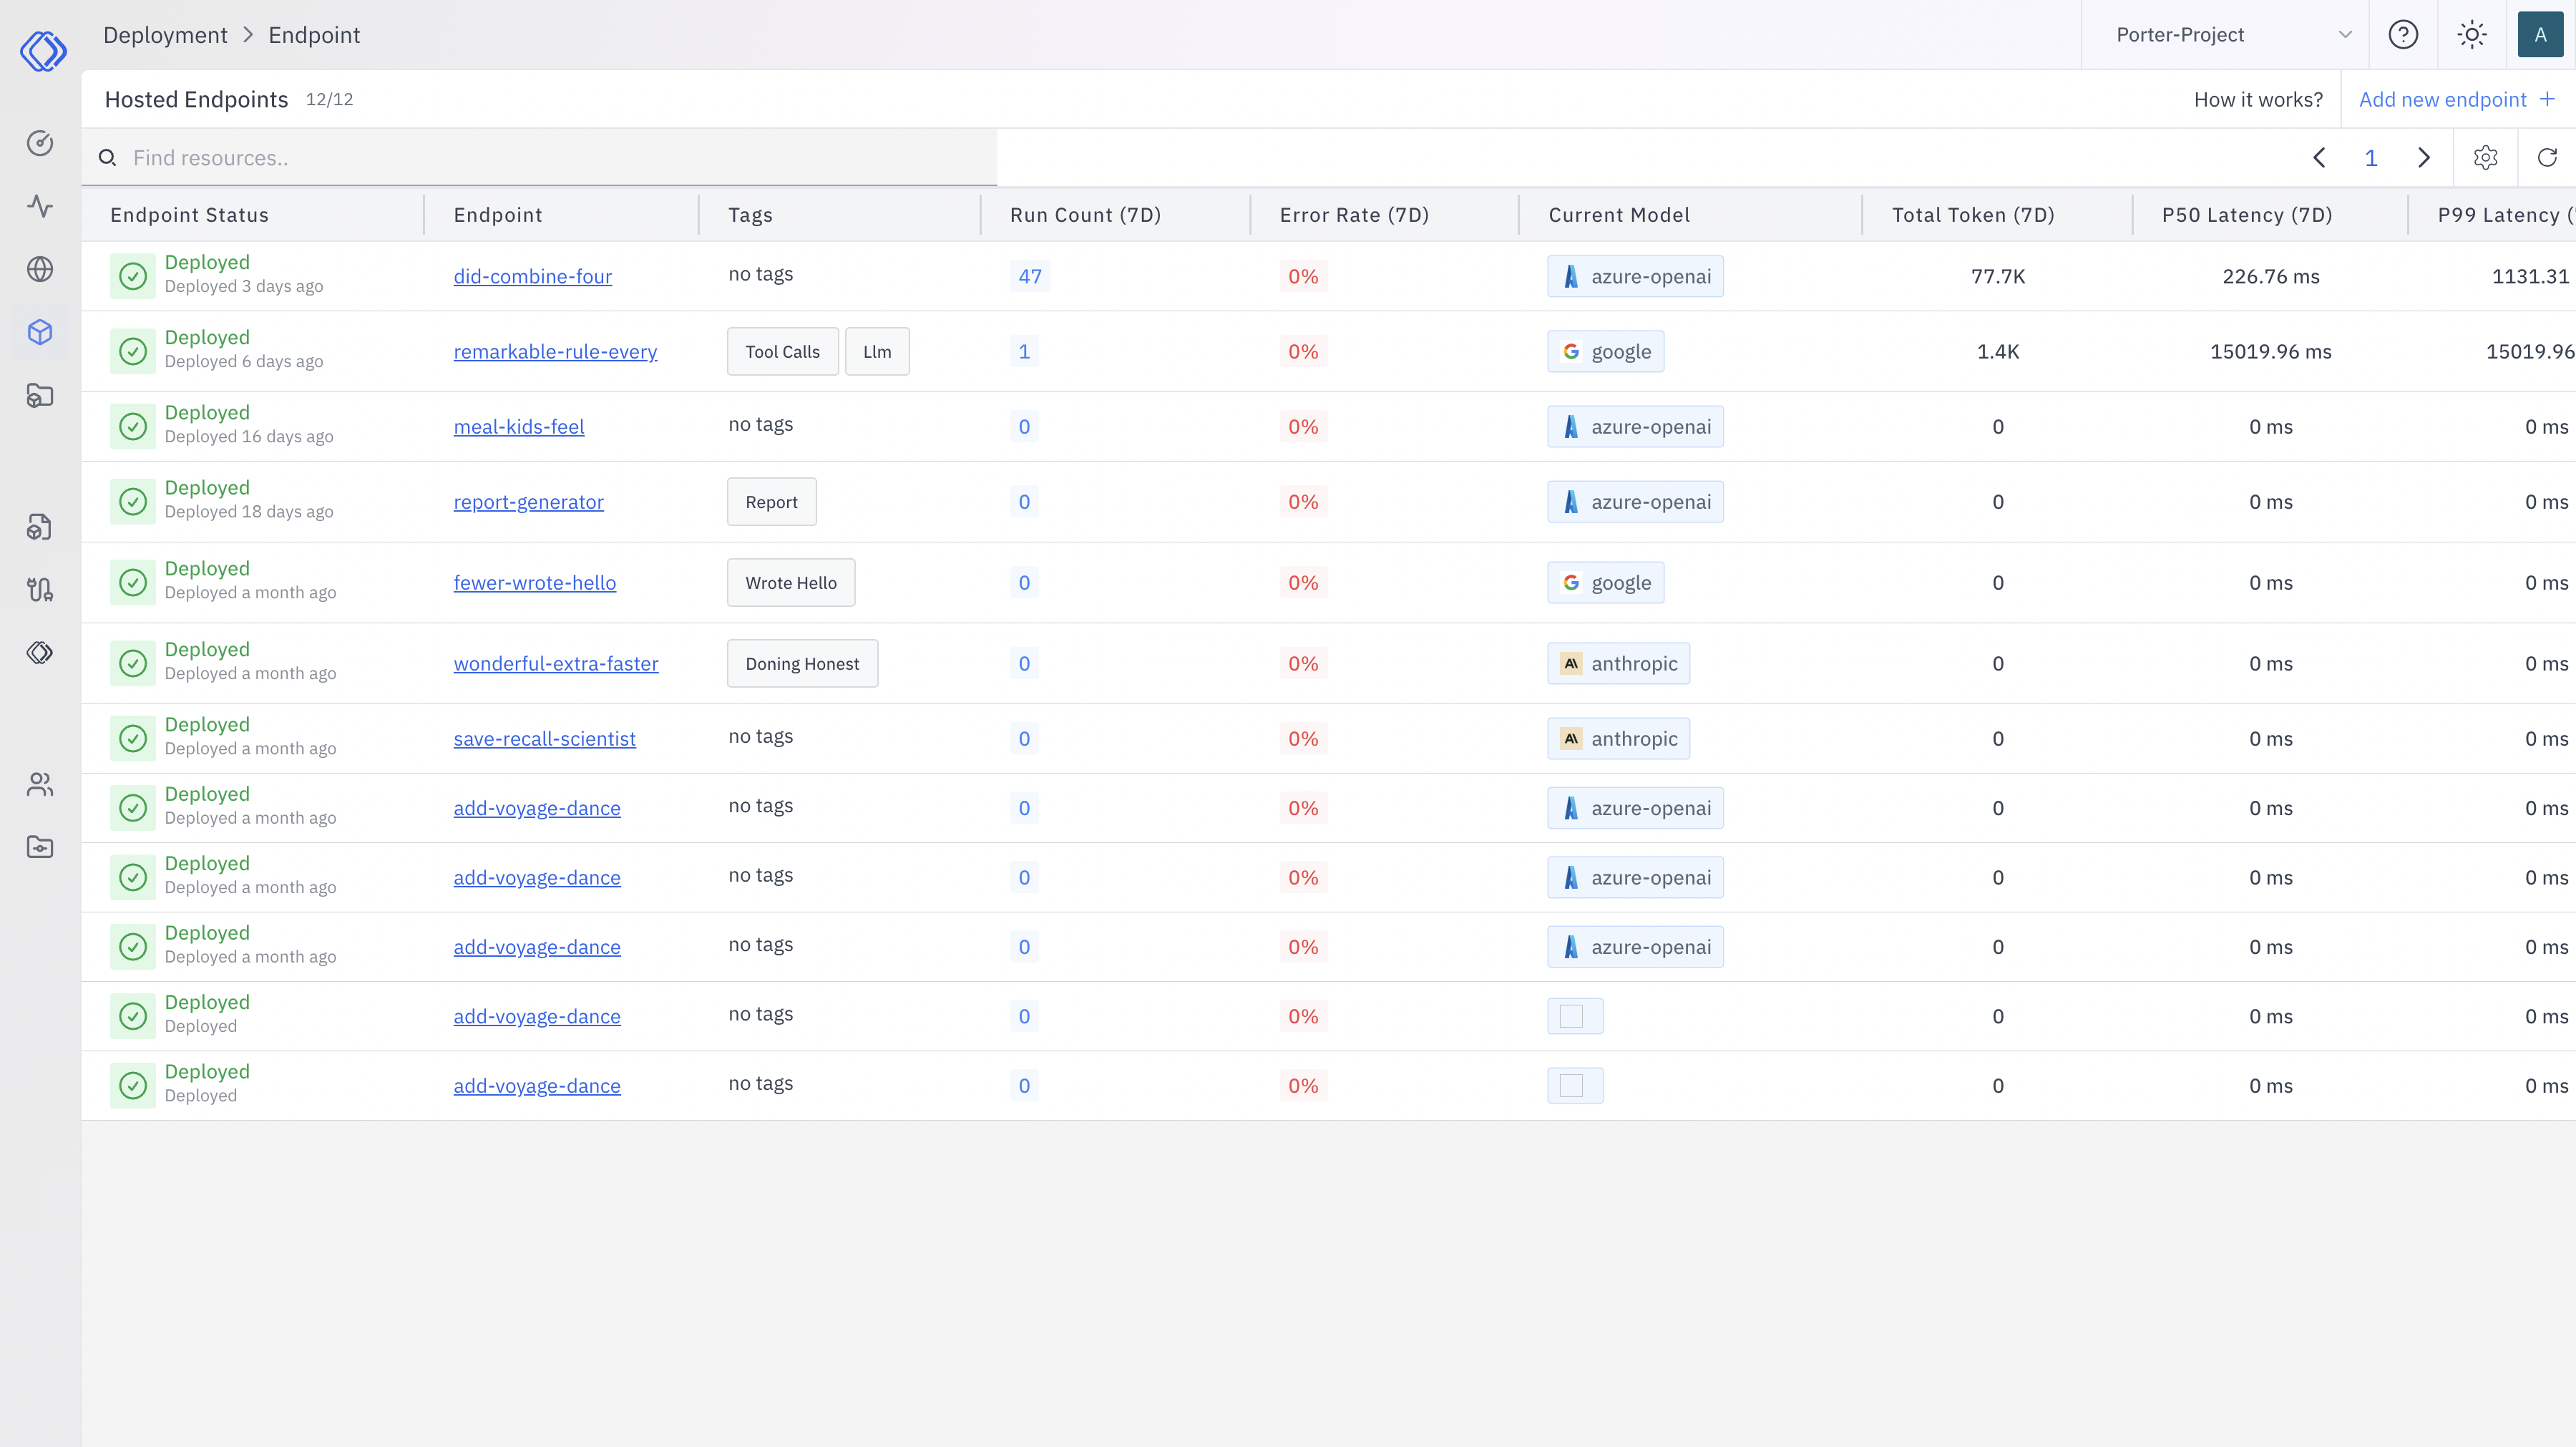 Deployment > Endpoint
Porter-Project
A
Hosted Endpoints 12/12
How it works?
Add new endpoint +
Find resources..
1
Endpoint Status Endpoint Tags Run Count (7D) Error Rate (7D) Current Model Total Token (7D) P50 Latency (7D) P99 Latency (
Deployed
Deployed 3 days ago
did-combine-four no tags 47 0% azure-openai 77.7K 226.76 ms 1131.31
Deployed
Deployed 6 days ago
remarkable-rule-every Tool Calls Llm 1 0% google 1.4K 15019.96 ms 15019.96
Deployed
Deployed 16 days ago
meal-kids-feel no tags 0 0% azure-openai 0 0 ms 0 ms
Deployed
Deployed 18 days ago
report-generator Report 0 0% azure-openai 0 0 ms 0 ms
Deployed
Deployed a month ago
fewer-wrote-hello Wrote Hello 0 0% google 0 0 ms 0 ms
Deployed
Deployed a month ago
wonderful-extra-faster Doning Honest 0 0% anthropic 0 0 ms 0 ms
Deployed
Deployed a month ago
save-recall-scientist no tags 0 0% anthropic 0 0 ms 0 ms
Deployed
Deployed a month ago
add-voyage-dance no tags 0 0% azure-openai 0 0 ms 0 ms
Deployed
Deployed a month ago
add-voyage-dance no tags 0 0% azure-openai 0 0 ms 0 ms
Deployed
Deployed a month ago
add-voyage-dance no tags 0 0% azure-openai 0 0 ms 0 ms
Deployed
Deployed
add-voyage-dance no tags 0 0% 0 0 ms 0 ms
Deployed
Deployed
add-voyage-dance no tags 0 0% 0 0 ms 0 ms